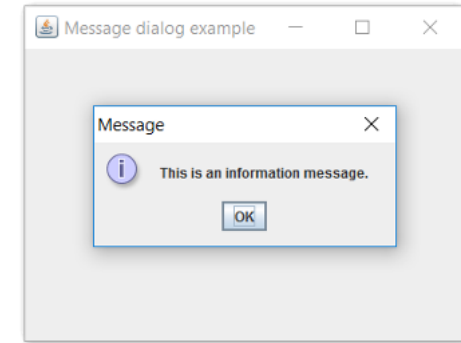 Message dialog example
Message
i
This is an information message.
OK